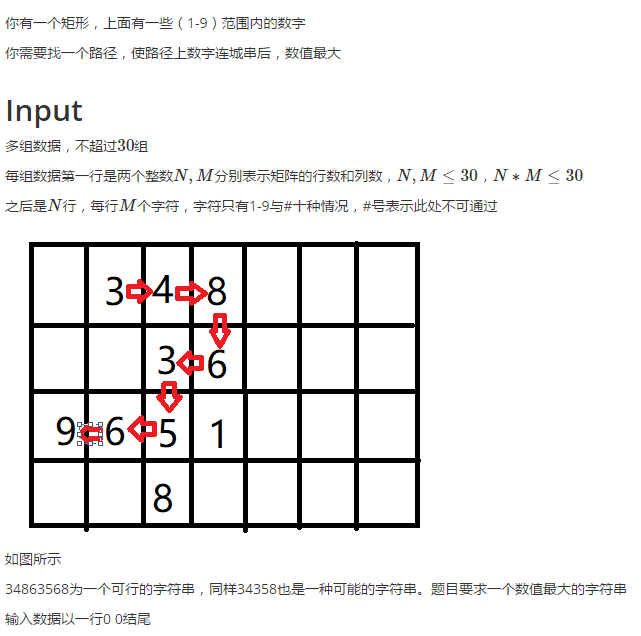 你有一个矩形，上面有一些（1-9）范围内的数字
你需要找一个路径，使路径上数字连城串后，数值最大
Input
多组数据，不超过30组
每组数据第一行是两个整数N, M分别表示矩阵的行数和列数，N, M ≤ 30，N * M ≤ 30
之后是N行，每行M个字符，字符只有1-9与#十种情况，#号表示此处不可通过
3 4 8
3 6
9 6 5 1
8
如图所示
34863568为一个可行的字符串，同样34358也是一种可能的字符串。题目要求一个数值最大的字符串
输入数据以一行0 0结尾